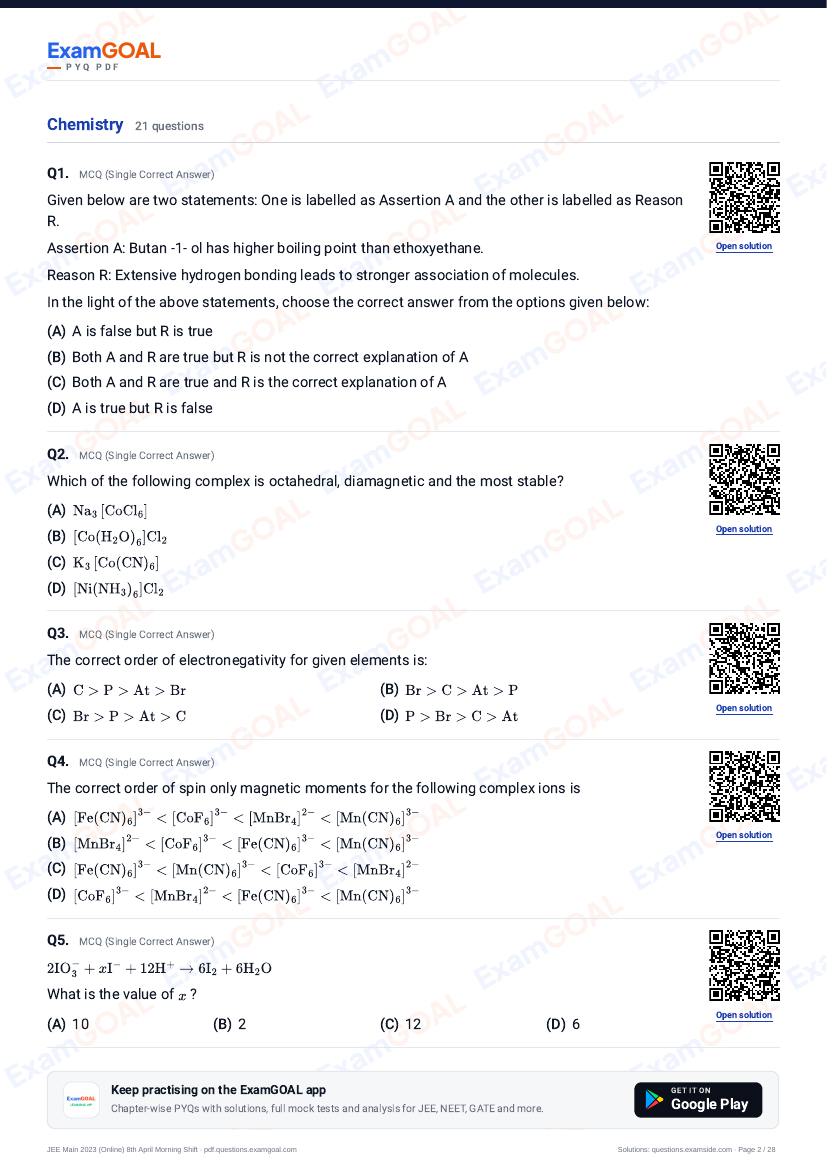 ExamGOAL
PYQ PDF
Chemistry 21 questions
Q1. MCQ (Single Correct Answer)
Given below are two statements: One is labelled as Assertion A and the other is labelled as Reason
R.
Open solution
Assertion A: Butan -1- ol has higher boiling point than ethoxyethane.
Reason R: Extensive hydrogen bonding leads to stronger association of molecules.
In the light of the above statements, choose the correct answer from the options given below:
(A) A is false but R is true
(B) Both A and R are true but R is not the correct explanation of A
(C) Both A and R are true and R is the correct explanation of A
(D) A is true but R is false
Q2. MCQ (Single Correct Answer)
Which of the following complex is octahedral, diamagnetic and the most stable?
(A) Na₃ [CoCl₆]
Open solution
(B) [Co(H₂O)₆]Cl₂
(C) K₃ [Co(CN)₆]
(D) [Ni(NH₃)₆]Cl₂
Q3. MCQ (Single Correct Answer)
The correct order of electronegativity for given elements is:
(A) C > P > At > Br (B) Br > C > At > P
Open solution
(C) Br > P > At > C (D) P > Br > C > At
Q4. MCQ (Single Correct Answer)
The correct order of spin only magnetic moments for the following complex ions is
(A) [Fe(CN)₆]³⁻ < [CoF₆]³⁻ < [MnBr₄]²⁻ < [Mn(CN)₆]³⁻
Open solution
(B) [MnBr₄]²⁻ < [CoF₆]³⁻ < [Fe(CN)₆]³⁻ < [Mn(CN)₆]³⁻
(C) [Fe(CN)₆]³⁻ < [Mn(CN)₆]³⁻ < [CoF₆]³⁻ < [MnBr₄]²⁻
(D) [CoF₆]³⁻ < [MnBr₄]²⁻ < [Fe(CN)₆]³⁻ < [Mn(CN)₆]³⁻
Q5. MCQ (Single Correct Answer)
2IO₃⁻ + xI⁻ + 12H⁺ → 6I₂ + 6H₂O
What is the value of x ?
Open solution
(A) 10 (B) 2 (C) 12 (D) 6
ExamGOAL
Keep practising on the ExamGOAL app
Chapter-wise PYQs with solutions, full mock tests and analysis for JEE, NEET, GATE and more.
GET IT ON
Google Play
JEE Main 2023 (Online) 8th April Morning Shift · pdf.questions.examgoal.com
Solutions: questions.examside.com · Page 2 / 28